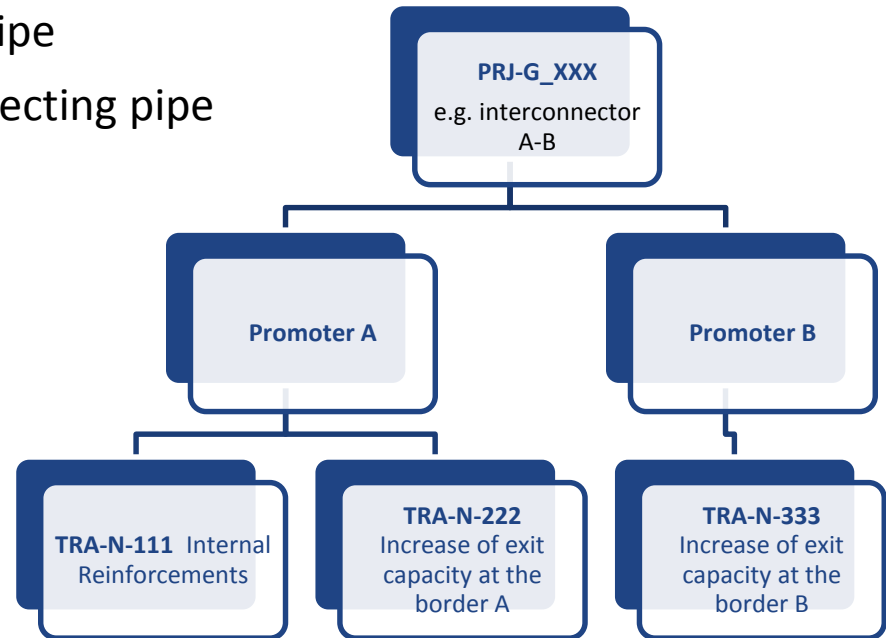 ipe
ecting pipe
PRJ-G_XXX
e.g. interconnector
A-B
Promoter A
Promoter B
TRA-N-111 Internal
Reinforcements
TRA-N-222
Increase of exit
capacity at the
border A
TRA-N-333
Increase of exit
capacity at the
border B